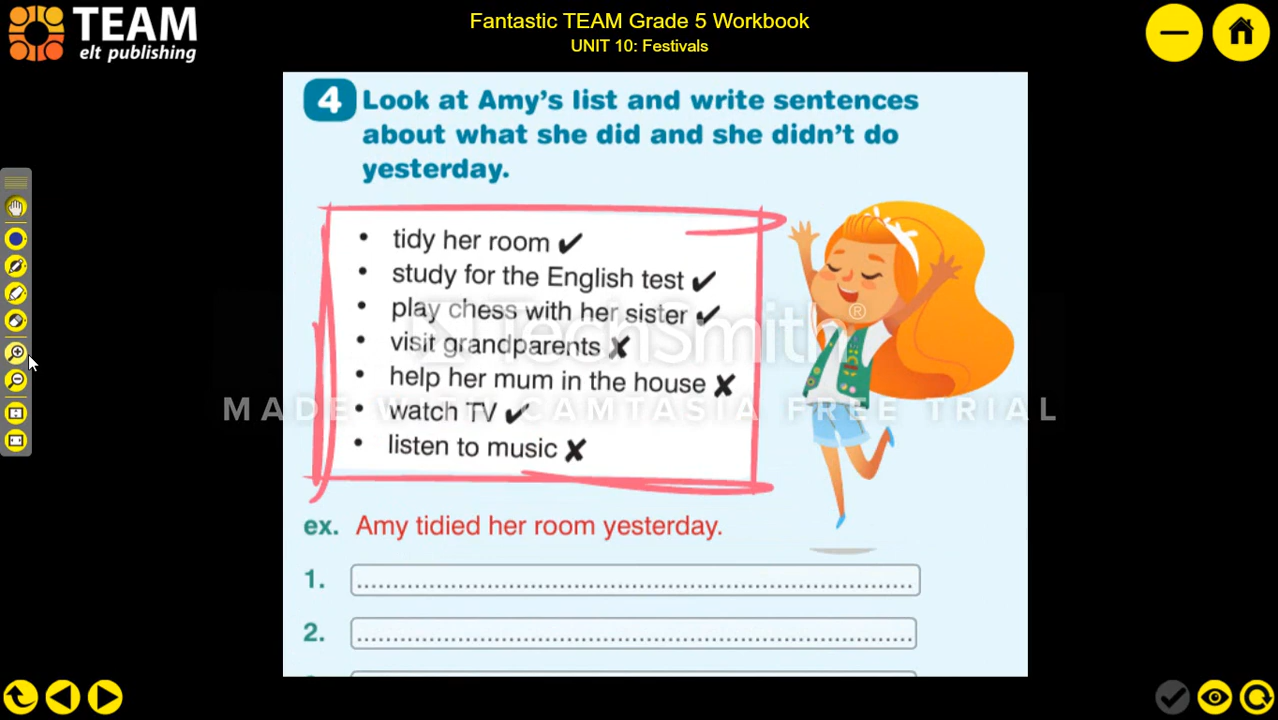 TEAM
elt publishing
Fantastic TEAM Grade 5 Workbook
UNIT 10: Festivals
4 Look at Amy's list and write sentences
about what she did and she didn't do
yesterday.
• tidy her room ✔
• study for the English test ✔
• play chess with her sister ✔
• visit grandparents ✘
• help her mum in the house ✘
• watch TV ✔
• listen to music ✘
TechSmith®
MADE WITH CAMTASIA FREE TRIAL
ex. Amy tidied her room yesterday.
1.
2.